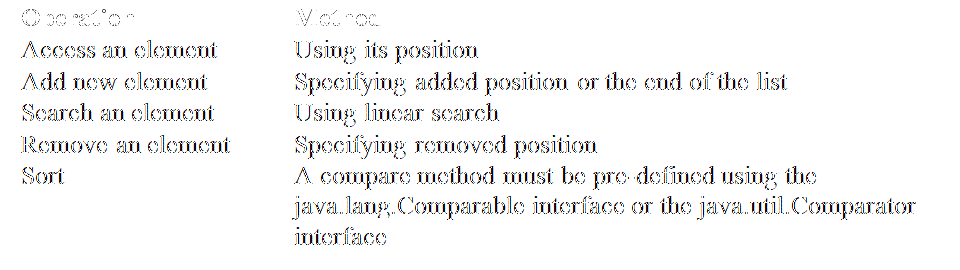 Operation Method
Access an element Using its position
Add new element Specifying added position or the end of the list
Search an element Using linear search
Remove an element Specifying removed position
Sort A compare method must be pre-defined using the
java.lang.Comparable interface or the java.util.Comparator
interface